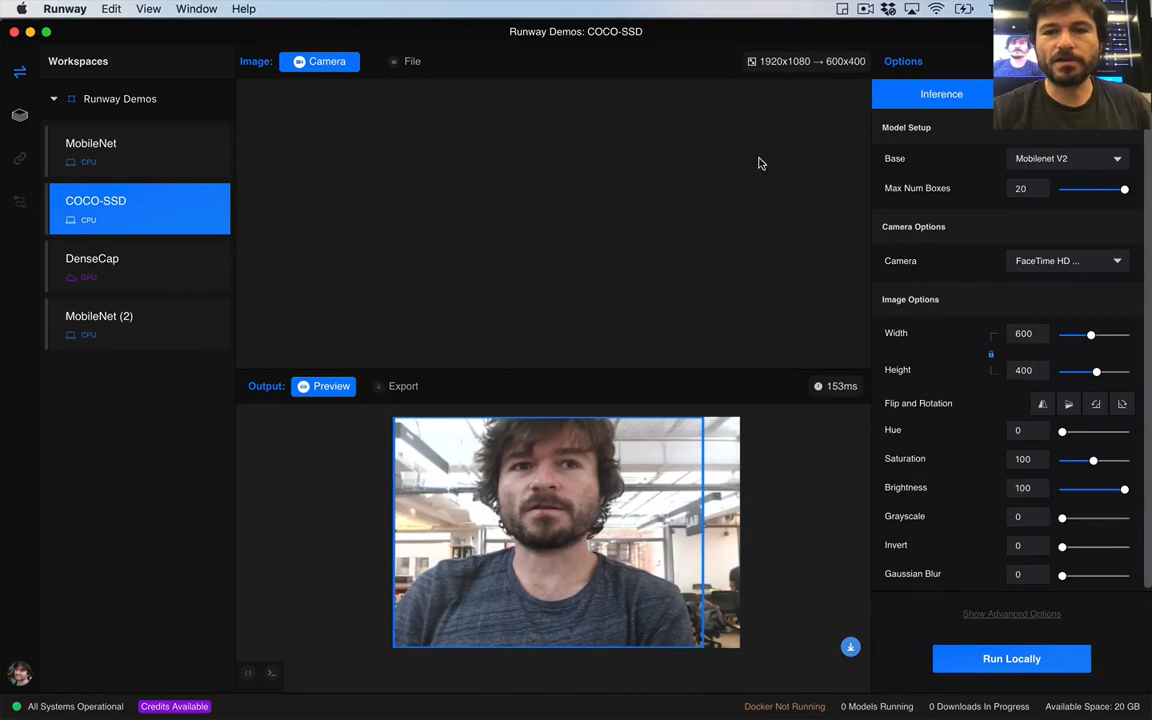 Runway Edit View Window Help
Runway Demos: COCO-SSD
Workspaces
Runway Demos
MobileNet
CPU
COCO-SSD
CPU
DenseCap
GPU
MobileNet (2)
CPU
Image: Camera File 1920x1080 → 600x400
Output: Preview Export 153ms
Options
Inference
Model Setup
Base Mobilenet V2
Max Num Boxes 20
Camera Options
Camera FaceTime HD ...
Image Options
Width 600
Height 400
Flip and Rotation
Hue 0
Saturation 100
Brightness 100
Grayscale 0
Invert 0
Gaussian Blur 0
Show Advanced Options
Run Locally
All Systems Operational Credits Available Docker Not Running 0 Models Running 0 Downloads In Progress Available Space: 20 GB